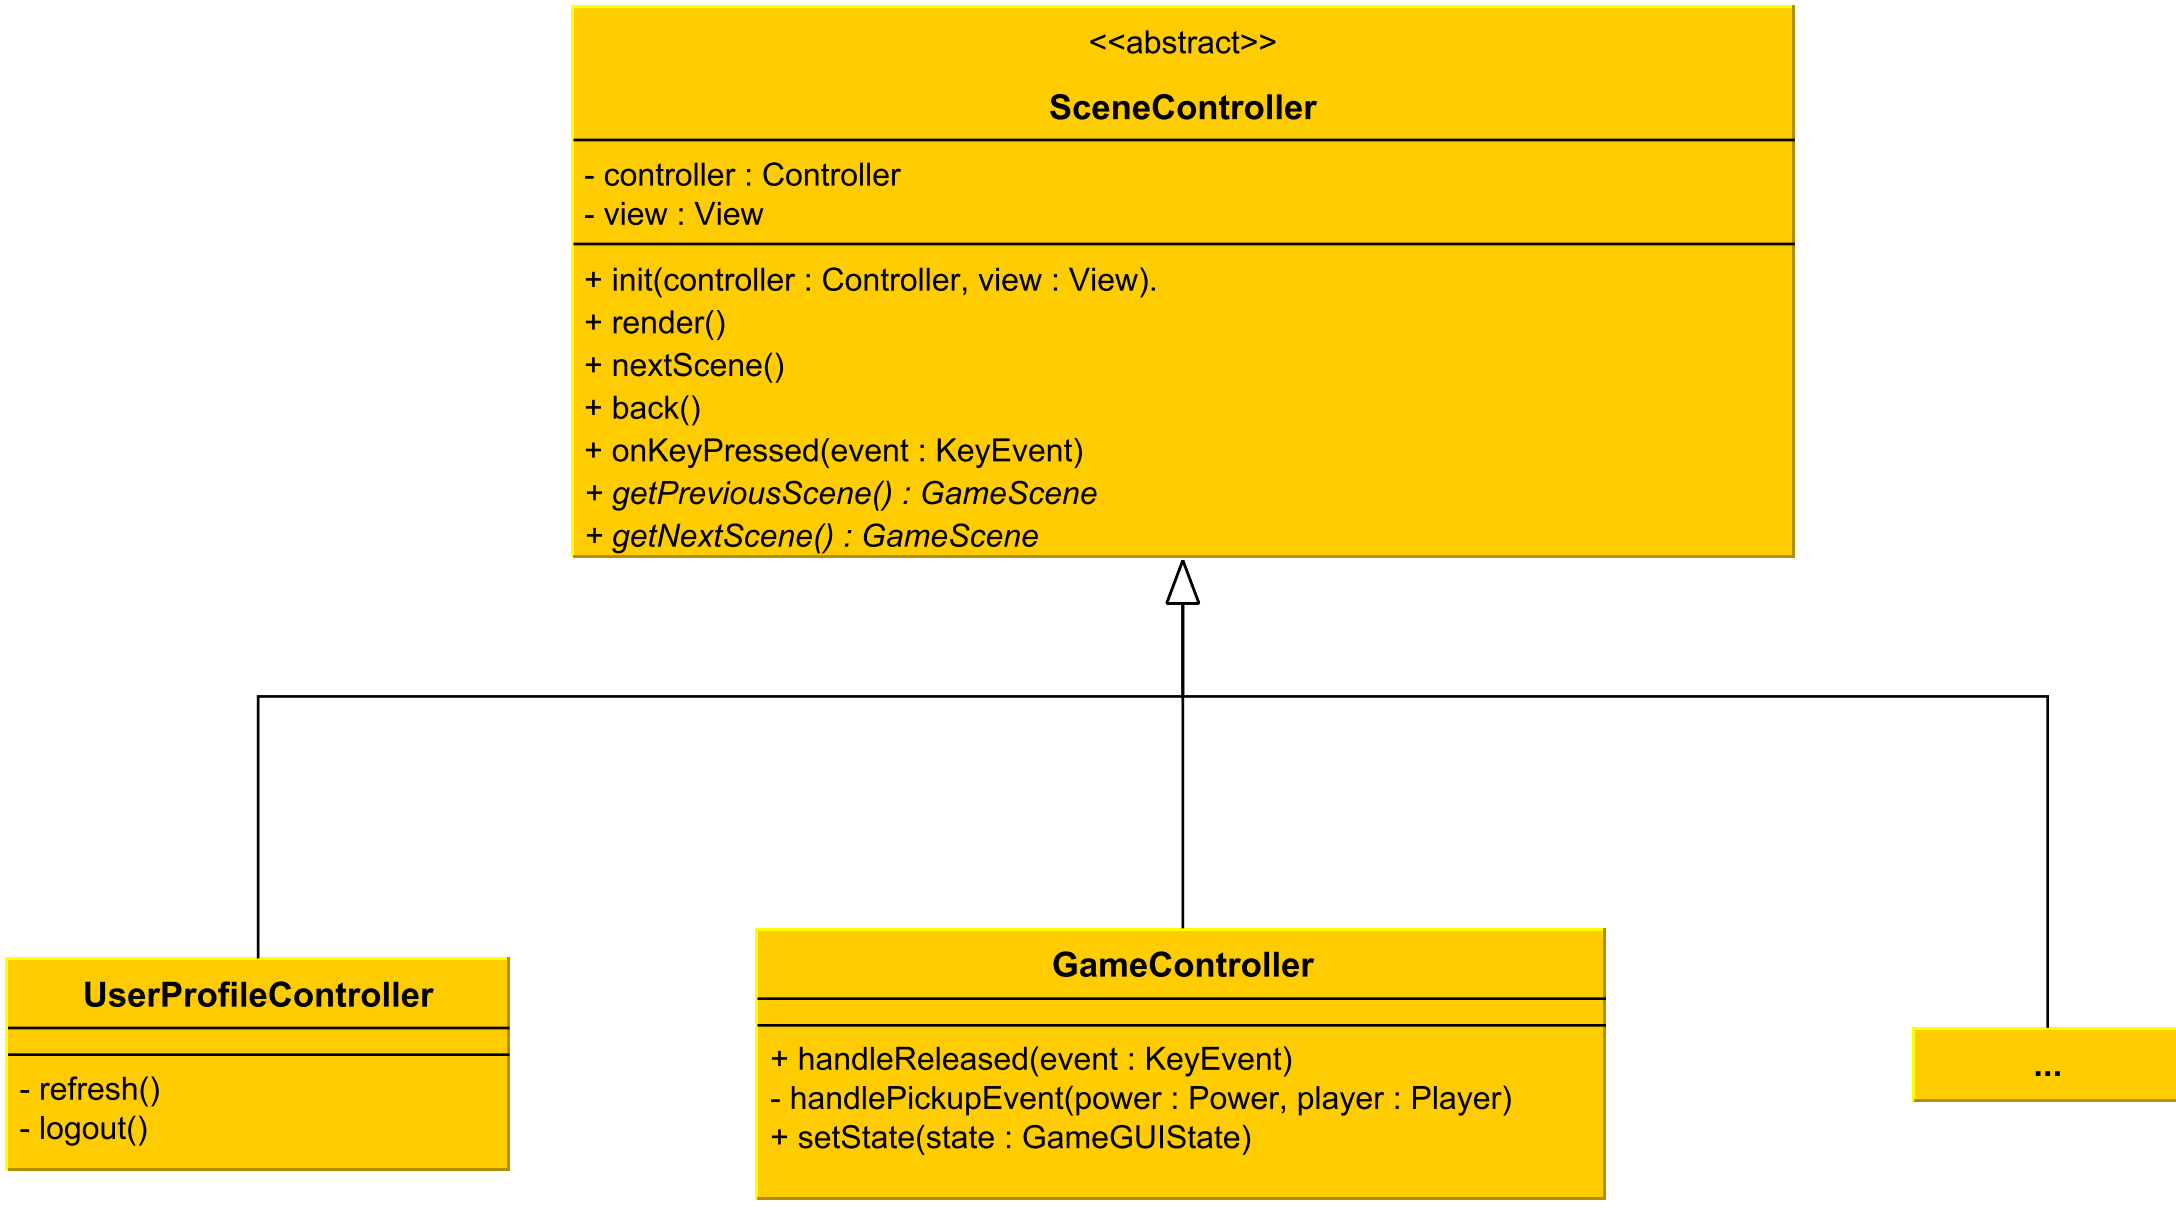 <<abstract>>
SceneController
- controller : Controller
- view : View
+ init(controller : Controller, view : View).
+ render()
+ nextScene()
+ back()
+ onKeyPressed(event : KeyEvent)
+ getPreviousScene() : GameScene
+ getNextScene() : GameScene
UserProfileController
- refresh()
- logout()
GameController
+ handleReleased(event : KeyEvent)
- handlePickupEvent(power : Power, player : Player)
+ setState(state : GameGUIState)
...